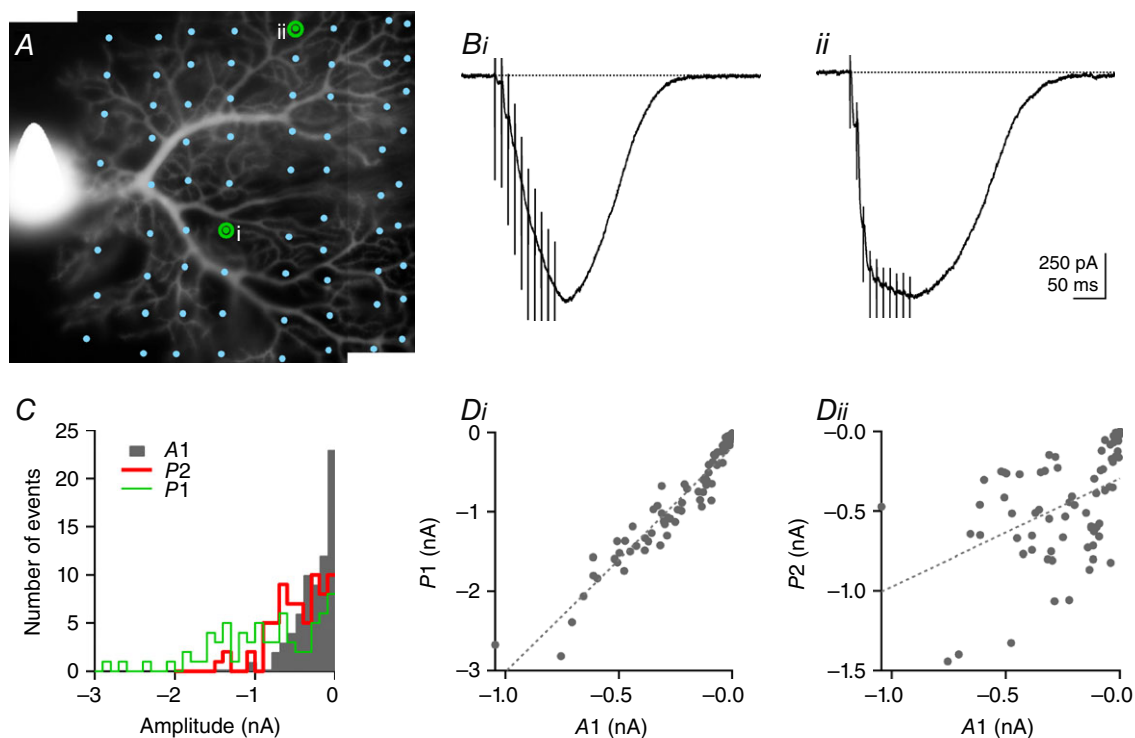 A
ii
i
Bi
ii
250 pA
50 ms
C
25
20
15
10
5
0
Number of events
A1
P2
P1
−3
−2
−1
0
Amplitude (nA)
Di
0
−1
−2
−3
P1 (nA)
−1.0
−0.5
−0.0
A1 (nA)
Dii
−0.0
−0.5
−1.0
−1.5
P2 (nA)
−1.0
−0.5
−0.0
A1 (nA)